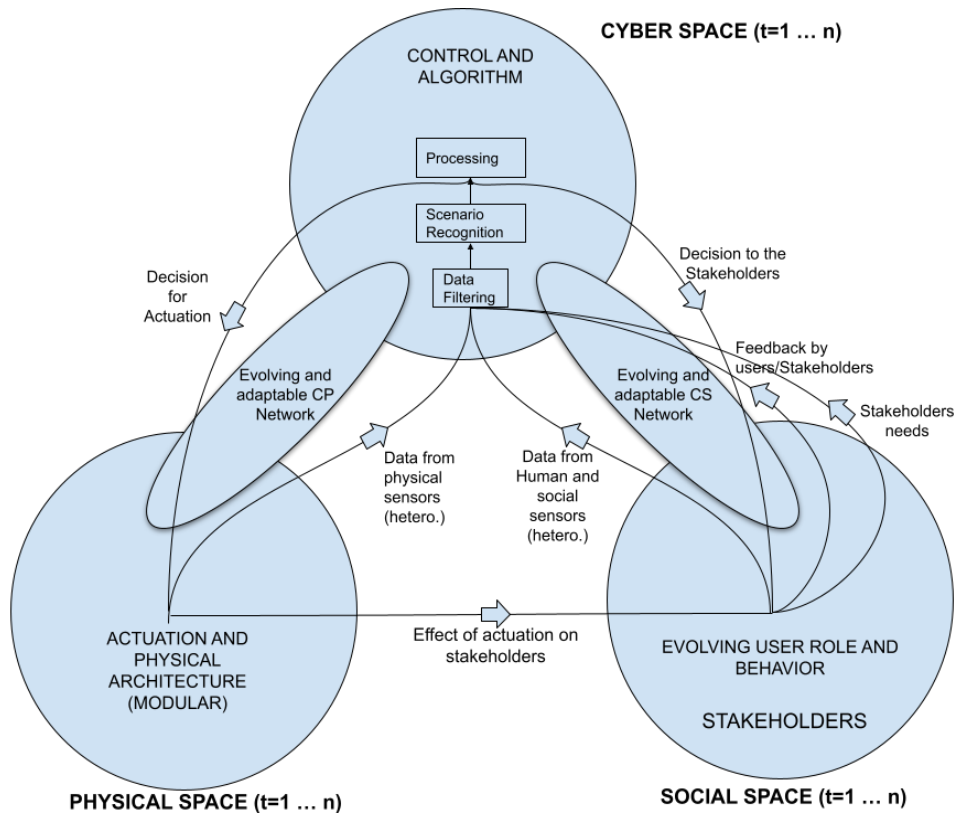 CYBER SPACE (t=1 ... n)
CONTROL AND
ALGORITHM
Processing
Scenario
Recognition
Data
Filtering
Decision
for
Actuation
Decision to the
Stakeholders
Evolving and
adaptable CP
Network
Evolving and
adaptable CS
Network
Feedback by
users/Stakeholders
Stakeholders
needs
Data from
physical
sensors
(hetero.)
Data from
Human and
social
sensors
(hetero.)
Effect of actuation on
stakeholders
ACTUATION AND
PHYSICAL
ARCHITECTURE
(MODULAR)
EVOLVING USER ROLE AND
BEHAVIOR
STAKEHOLDERS
PHYSICAL SPACE (t=1 ... n)
SOCIAL SPACE (t=1 ... n)